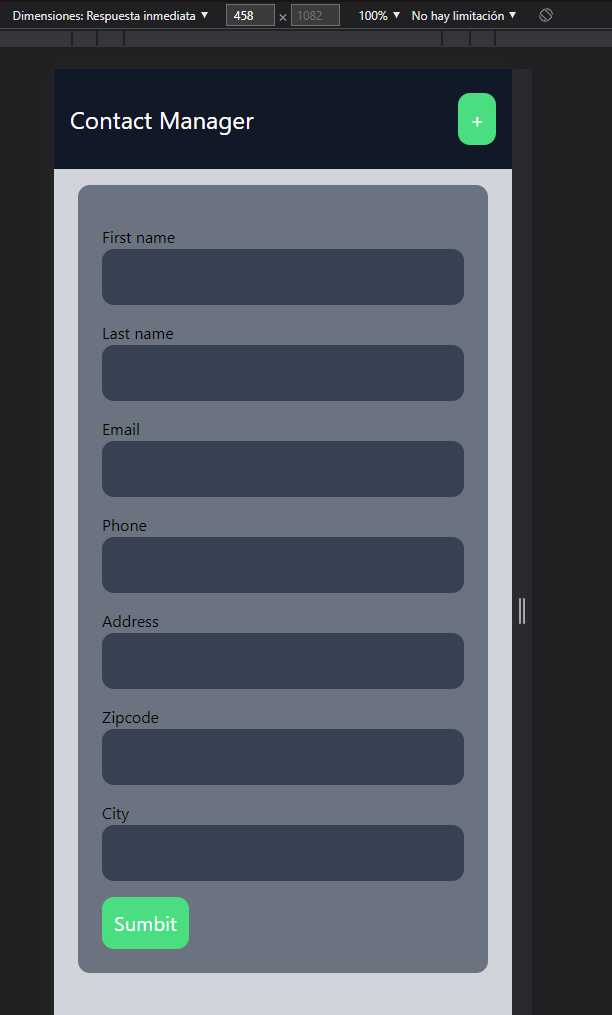 Dimensiones: Respuesta inmediata ▼ 458 × 1082 100% ▼ No hay limitación ▼
Contact Manager +
First name
Last name
Email
Phone
Address
Zipcode
City
Sumbit